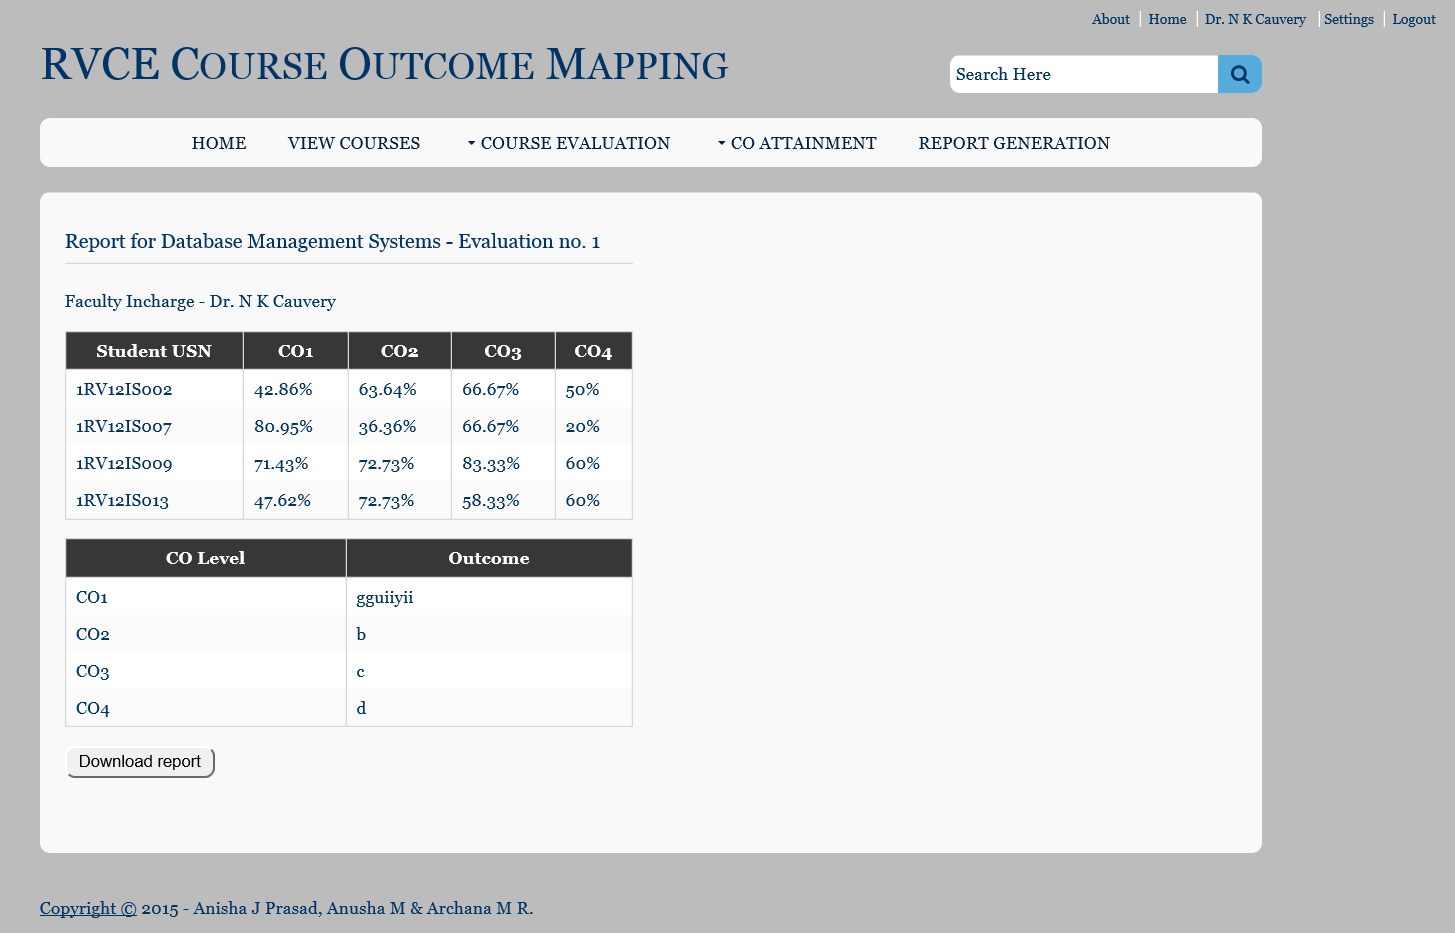 About Home Dr. N K Cauvery Settings Logout
RVCE COURSE OUTCOME MAPPING
Search Here
HOME VIEW COURSES COURSE EVALUATION CO ATTAINMENT REPORT GENERATION
Report for Database Management Systems - Evaluation no. 1
Faculty Incharge - Dr. N K Cauvery
Student USN CO1 CO2 CO3 CO4
1RV12IS002 42.86% 63.64% 66.67% 50%
1RV12IS007 80.95% 36.36% 66.67% 20%
1RV12IS009 71.43% 72.73% 83.33% 60%
1RV12IS013 47.62% 72.73% 58.33% 60%
CO Level Outcome
CO1 gguiiyii
CO2 b
CO3 c
CO4 d
Download report
Copyright © 2015 - Anisha J Prasad, Anusha M & Archana M R.